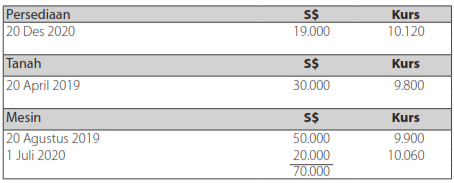 Persediaan S$ Kurs
20 Des 2020 19.000 10.120
Tanah S$ Kurs
20 April 2019 30.000 9.800
Mesin S$ Kurs
20 Agustus 2019 50.000 9.900
1 Juli 2020 20.000 10.060
70.000